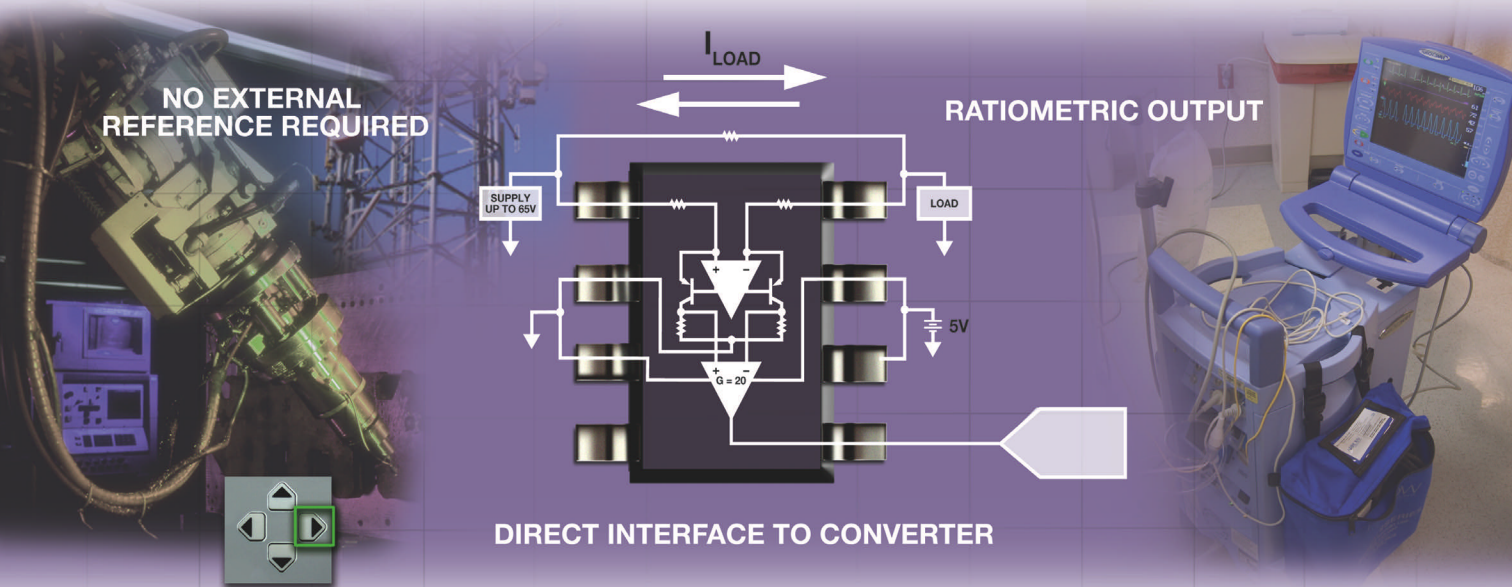 I LOAD
NO EXTERNAL
REFERENCE REQUIRED
RATIOMETRIC OUTPUT
SUPPLY
UP TO 65V
LOAD
+ −
5V
+ −
G = 20
DIRECT INTERFACE TO CONVERTER